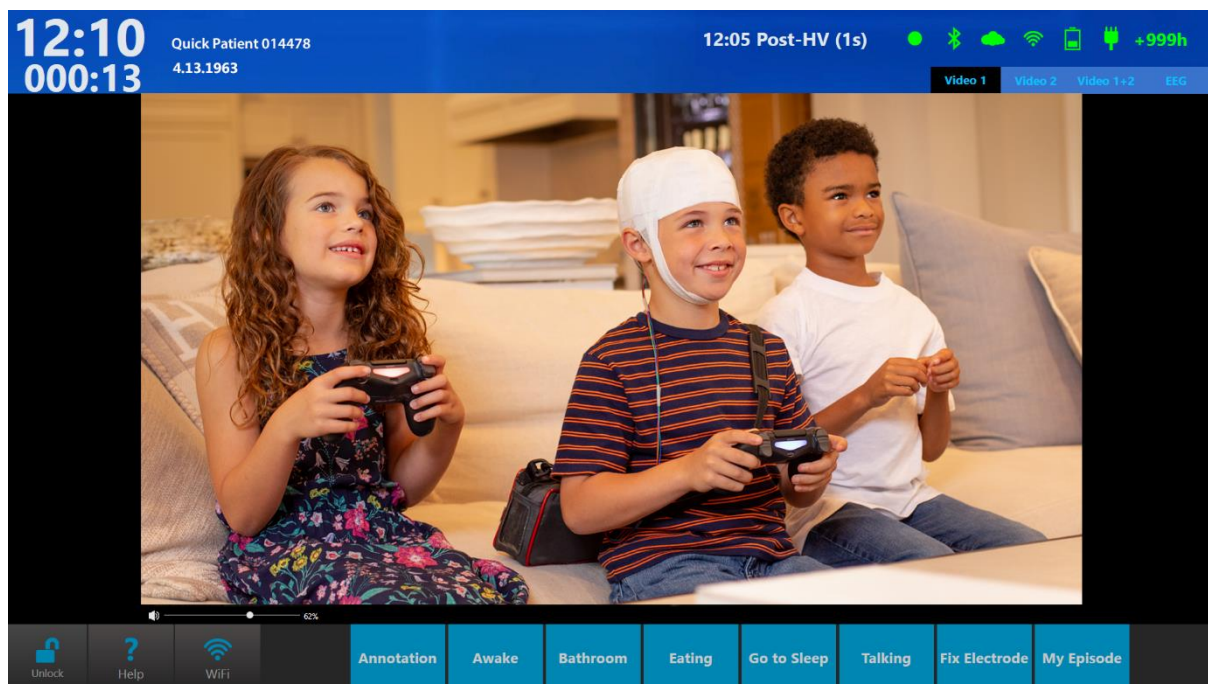 12:10
000:13
Quick Patient 014478
4.13.1963
12:05 Post-HV (1s)
+999h
Video 1 Video 2 Video 1+2 EEG
H
62%
Unlock Help WiFi
Annotation Awake Bathroom Eating Go to Sleep Talking Fix Electrode My Episode